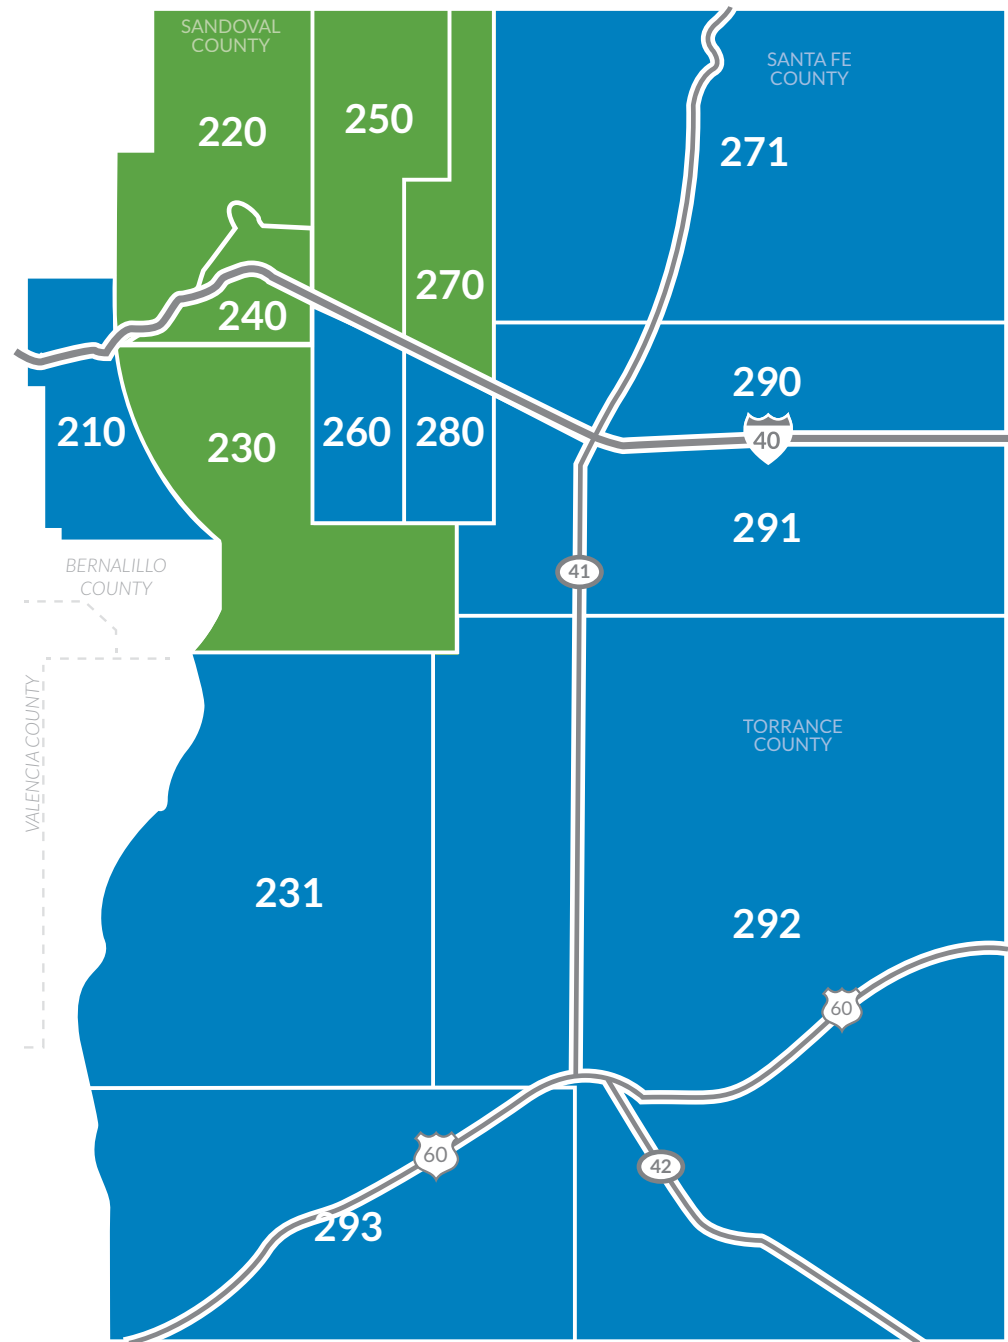 SANDOVAL
COUNTY
SANTA FE
COUNTY
220
250
271
270
240
290
210
230
260
280
40
291
41
BERNALILLO
COUNTY
VALENCIA COUNTY
TORRANCE
COUNTY
231
292
60
60
42
293